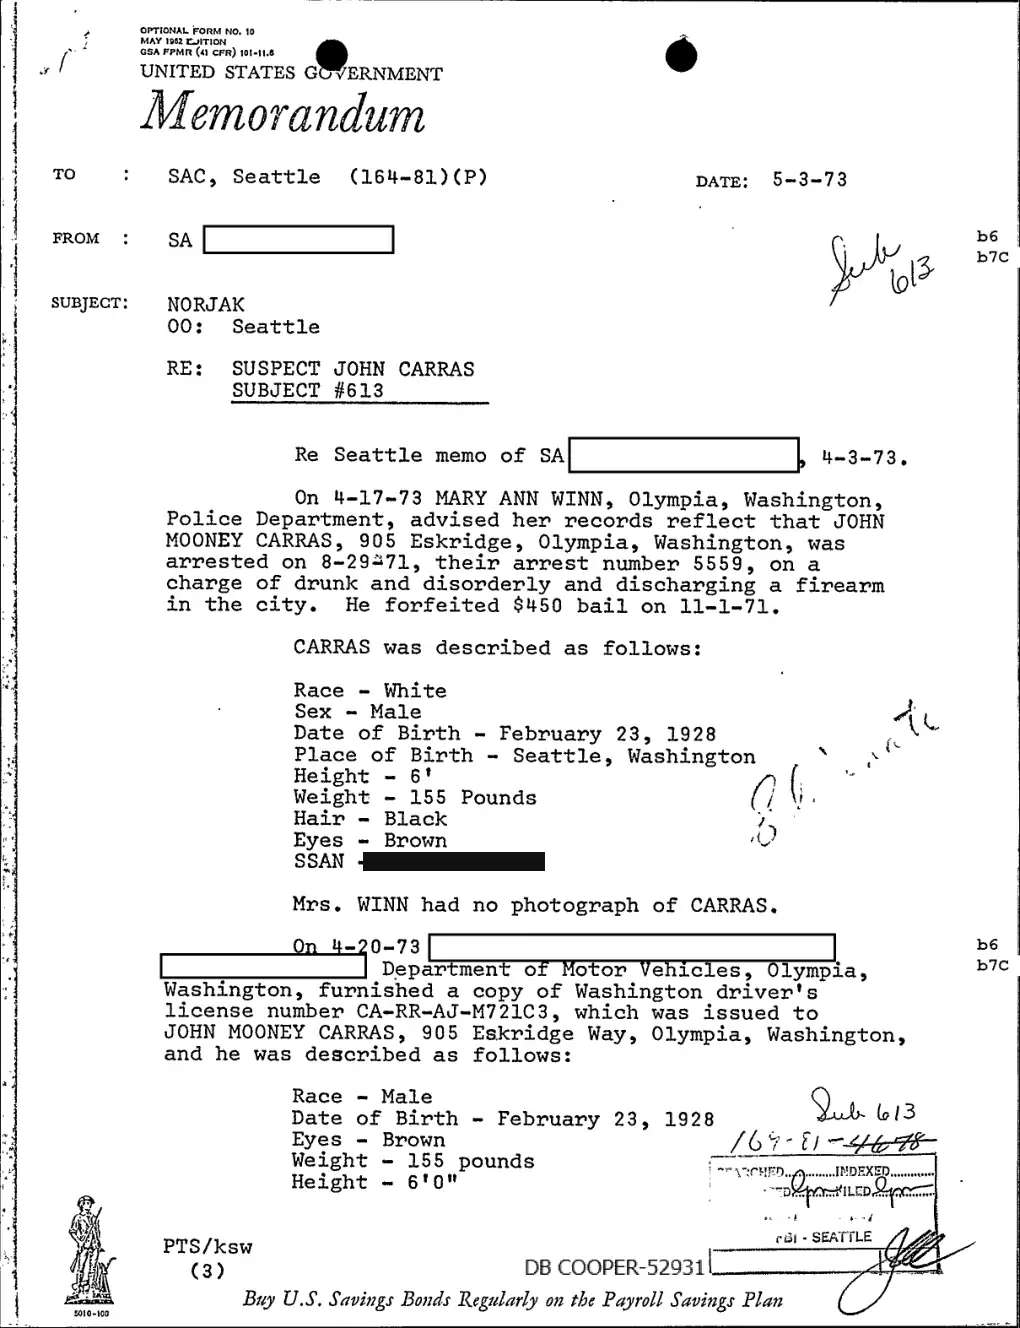 OPTIONAL FORM NO. 10
MAY 1962 EDITION
GSA FPMR (41 CFR) 101-11.6
UNITED STATES GOVERNMENT
Memorandum
TO : SAC, Seattle (164-81)(P) DATE: 5-3-73
FROM : SA b6
b7C
Sub 613
SUBJECT: NORJAK
OO: Seattle
RE: SUSPECT JOHN CARRAS
SUBJECT #613
Re Seattle memo of SA , 4-3-73.
On 4-17-73 MARY ANN WINN, Olympia, Washington,
Police Department, advised her records reflect that JOHN
MOONEY CARRAS, 905 Eskridge, Olympia, Washington, was
arrested on 8-29-71, their arrest number 5559, on a
charge of drunk and disorderly and discharging a firearm
in the city. He forfeited $450 bail on 11-1-71.
CARRAS was described as follows:
Race - White
Sex - Male
Date of Birth - February 23, 1928
Place of Birth - Seattle, Washington
Height - 6'
Weight - 155 Pounds
Hair - Black
Eyes - Brown
SSAN -
Mrs. WINN had no photograph of CARRAS.
On 4-20-73 b6
Department of Motor Vehicles, Olympia, b7C
Washington, furnished a copy of Washington driver's
license number CA-RR-AJ-M721C3, which was issued to
JOHN MOONEY CARRAS, 905 Eskridge Way, Olympia, Washington,
and he was described as follows:
Race - Male
Date of Birth - February 23, 1928
Eyes - Brown
Weight - 155 pounds
Height - 6'0"
Sub 613
164-81-4678
INDEXED
FILED
FBI - SEATTLE
PTS/ksw
(3)
DB COOPER-52931
Buy U.S. Savings Bonds Regularly on the Payroll Savings Plan
5010-108